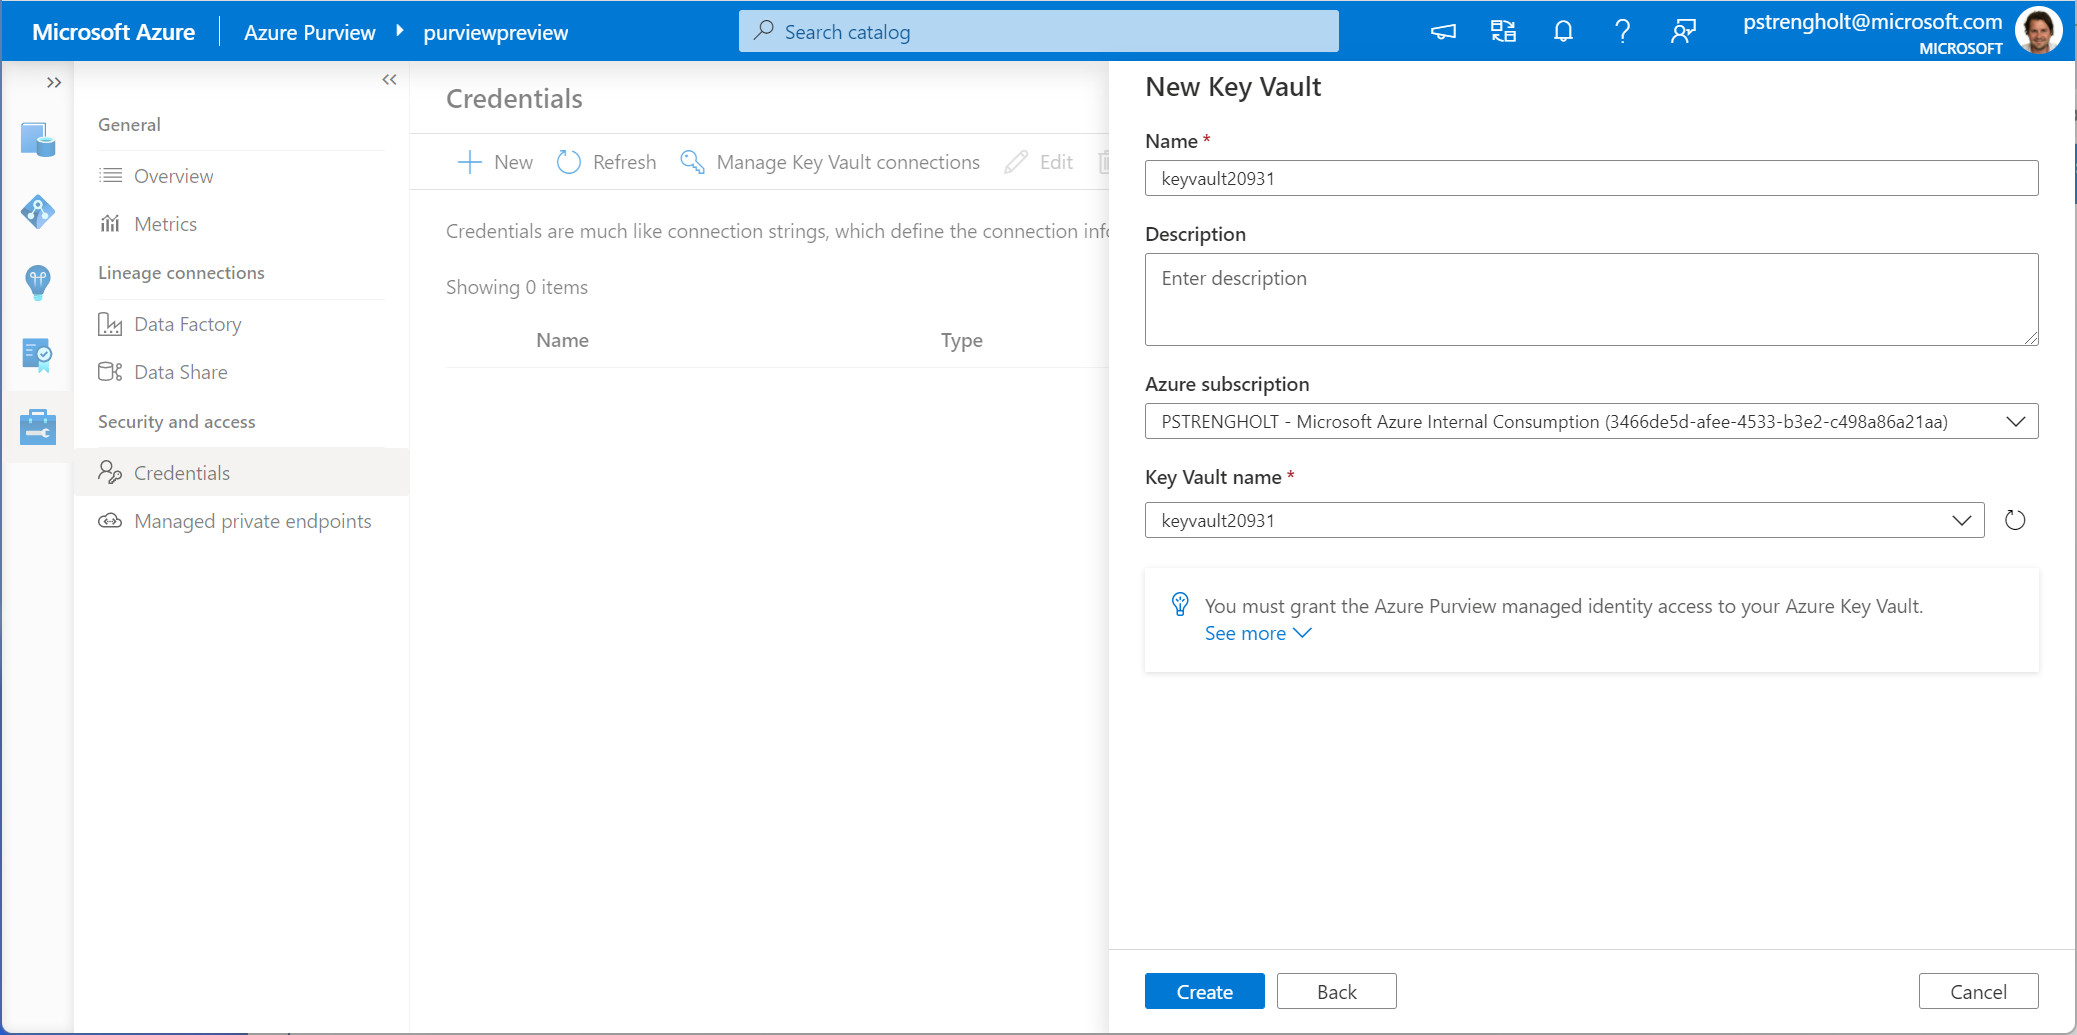 Microsoft Azure
Azure Purview
purviewpreview
Search catalog
pstrengholt@microsoft.com
MICROSOFT
General
Overview
Metrics
Lineage connections
Data Factory
Data Share
Security and access
Credentials
Managed private endpoints
Credentials
New
Refresh
Manage Key Vault connections
Edit
Credentials are much like connection strings, which define the connection
Showing 0 items
Name
Type
New Key Vault
Name *
keyvault20931
Description
Enter description
Azure subscription
PSTRENGHOLT - Microsoft Azure Internal Consumption (3466de5d-afee-4533-b3e2-c498a86a21aa)
Key Vault name *
keyvault20931
You must grant the Azure Purview managed identity access to your Azure Key Vault.
See more
Create
Back
Cancel